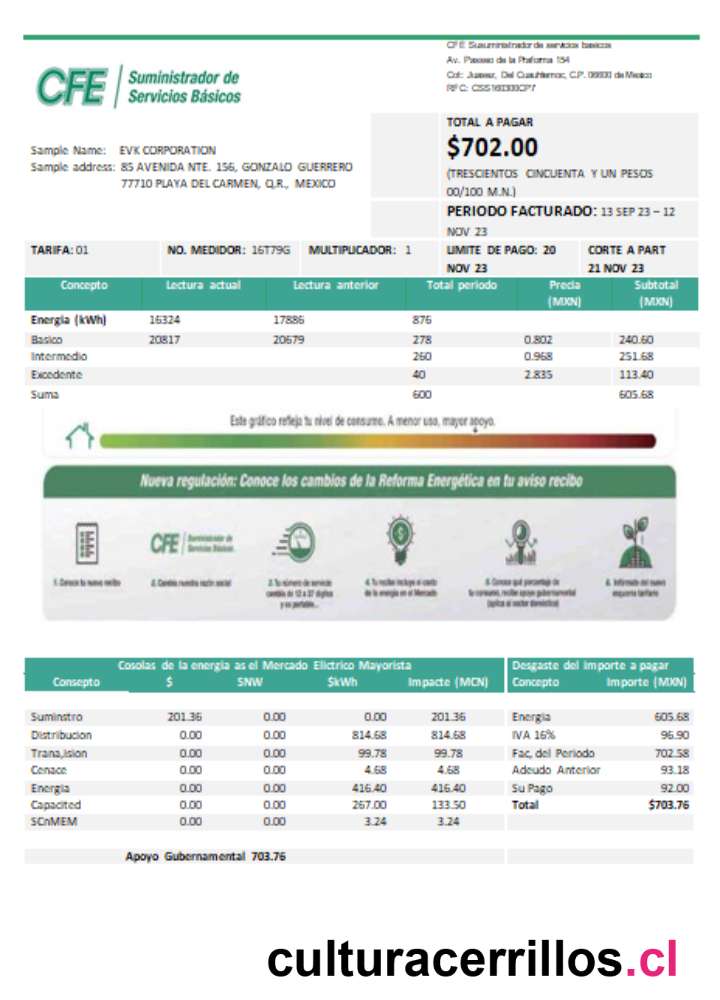 CFE Susuministrador de servicios basicos
Av. Paseso de la Praforma 154
Col: Juarez, Del Cuauhtemoc, C.P. 06600 de Mexico
RFC: CSS160330CP7
CFE Suministrador de Servicios Básicos
TOTAL A PAGAR
$702.00
(TRESCIENTOS CINCUENTA Y UN PESOS
00/100 M.N.)
Sample Name: EVK CORPORATION
Sample address: 85 AVENIDA NTE. 156, GONZALO GUERRERO
77710 PLAYA DEL CARMEN, Q.R., MEXICO
PERIODO FACTURADO: 13 SEP 23 – 12
NOV 23
TARIFA: 01 NO. MEDIDOR: 16T79G MULTIPLICADOR: 1 LIMITE DE PAGO: 20 CORTE A PART
NOV 23 21 NOV 23
Concepto Lectura actual Lectura anterior Total periodo Precia Subtotal
(MXN) (MXN)
Energia (kWh) 16324 17886 876
Basico 20817 20679 278 0.802 240.60
Intermedio 260 0.968 251.68
Excedente 40 2.835 113.40
Suma 600 605.68
Este gráfico refleja tu nivel de consumo. A menor uso, mayor apoyo.
Nueva regulación: Conoce los cambios de la Reforma Energética en tu aviso recibo
CFE Suministrador de Servicios Básicos
1. Conoce tu nuevo recibo
2. Cambia nuestra razón social
3. Tu número de servicio
cambia de 12 a 27 dígitos
y es portable...
4. Tu recibo incluye el costo
de la energía en el Mercado
5. Conoce qué porcentaje de
tu consumo, recibe apoyo gubernamental
(aplica al sector doméstico)
6. Infórmate del nuevo
esquema tarifario
Cosolas de la energia as el Mercado Elictrico Mayorista Desgaste del importe a pagar
Consepto $ SNW $kWh Impacte (MCN) Concepto Importe (MXN)
Suminstro 201.36 0.00 0.00 201.36 Energia 605.68
Distribucion 0.00 0.00 814.68 814.68 IVA 16% 96.90
Trana,ision 0.00 0.00 99.78 99.78 Fac, del Periodo 702.58
Cenace 0.00 0.00 4.68 4.68 Adeudo Anterior 93.18
Energia 0.00 0.00 416.40 416.40 Su Pago 92.00
Capacited 0.00 0.00 267.00 133.50 Total $703.76
SCnMEM 0.00 0.00 3.24 3.24
Apoyo Gubernamental 703.76
culturacerrillos.cl